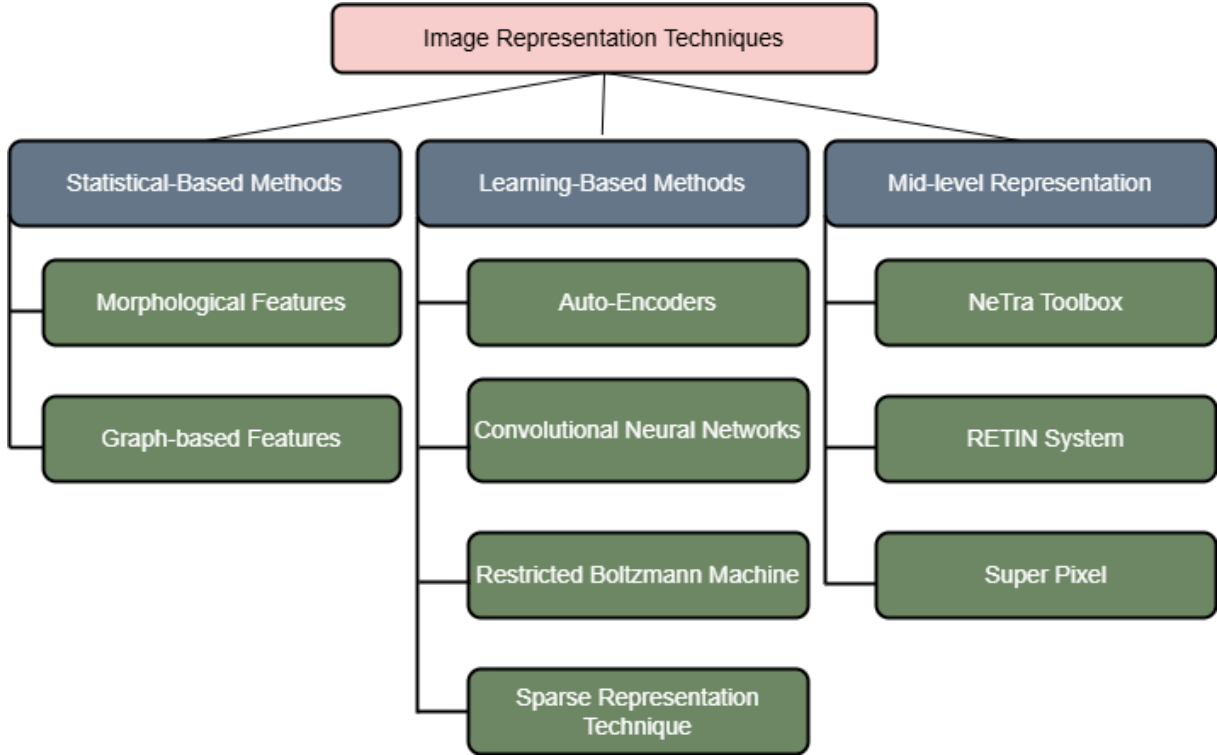 Image Representation Techniques
Statistical-Based Methods
Morphological Features
Graph-based Features
Learning-Based Methods
Auto-Encoders
Convolutional Neural Networks
Restricted Boltzmann Machine
Sparse Representation
Technique
Mid-level Representation
NeTra Toolbox
RETIN System
Super Pixel